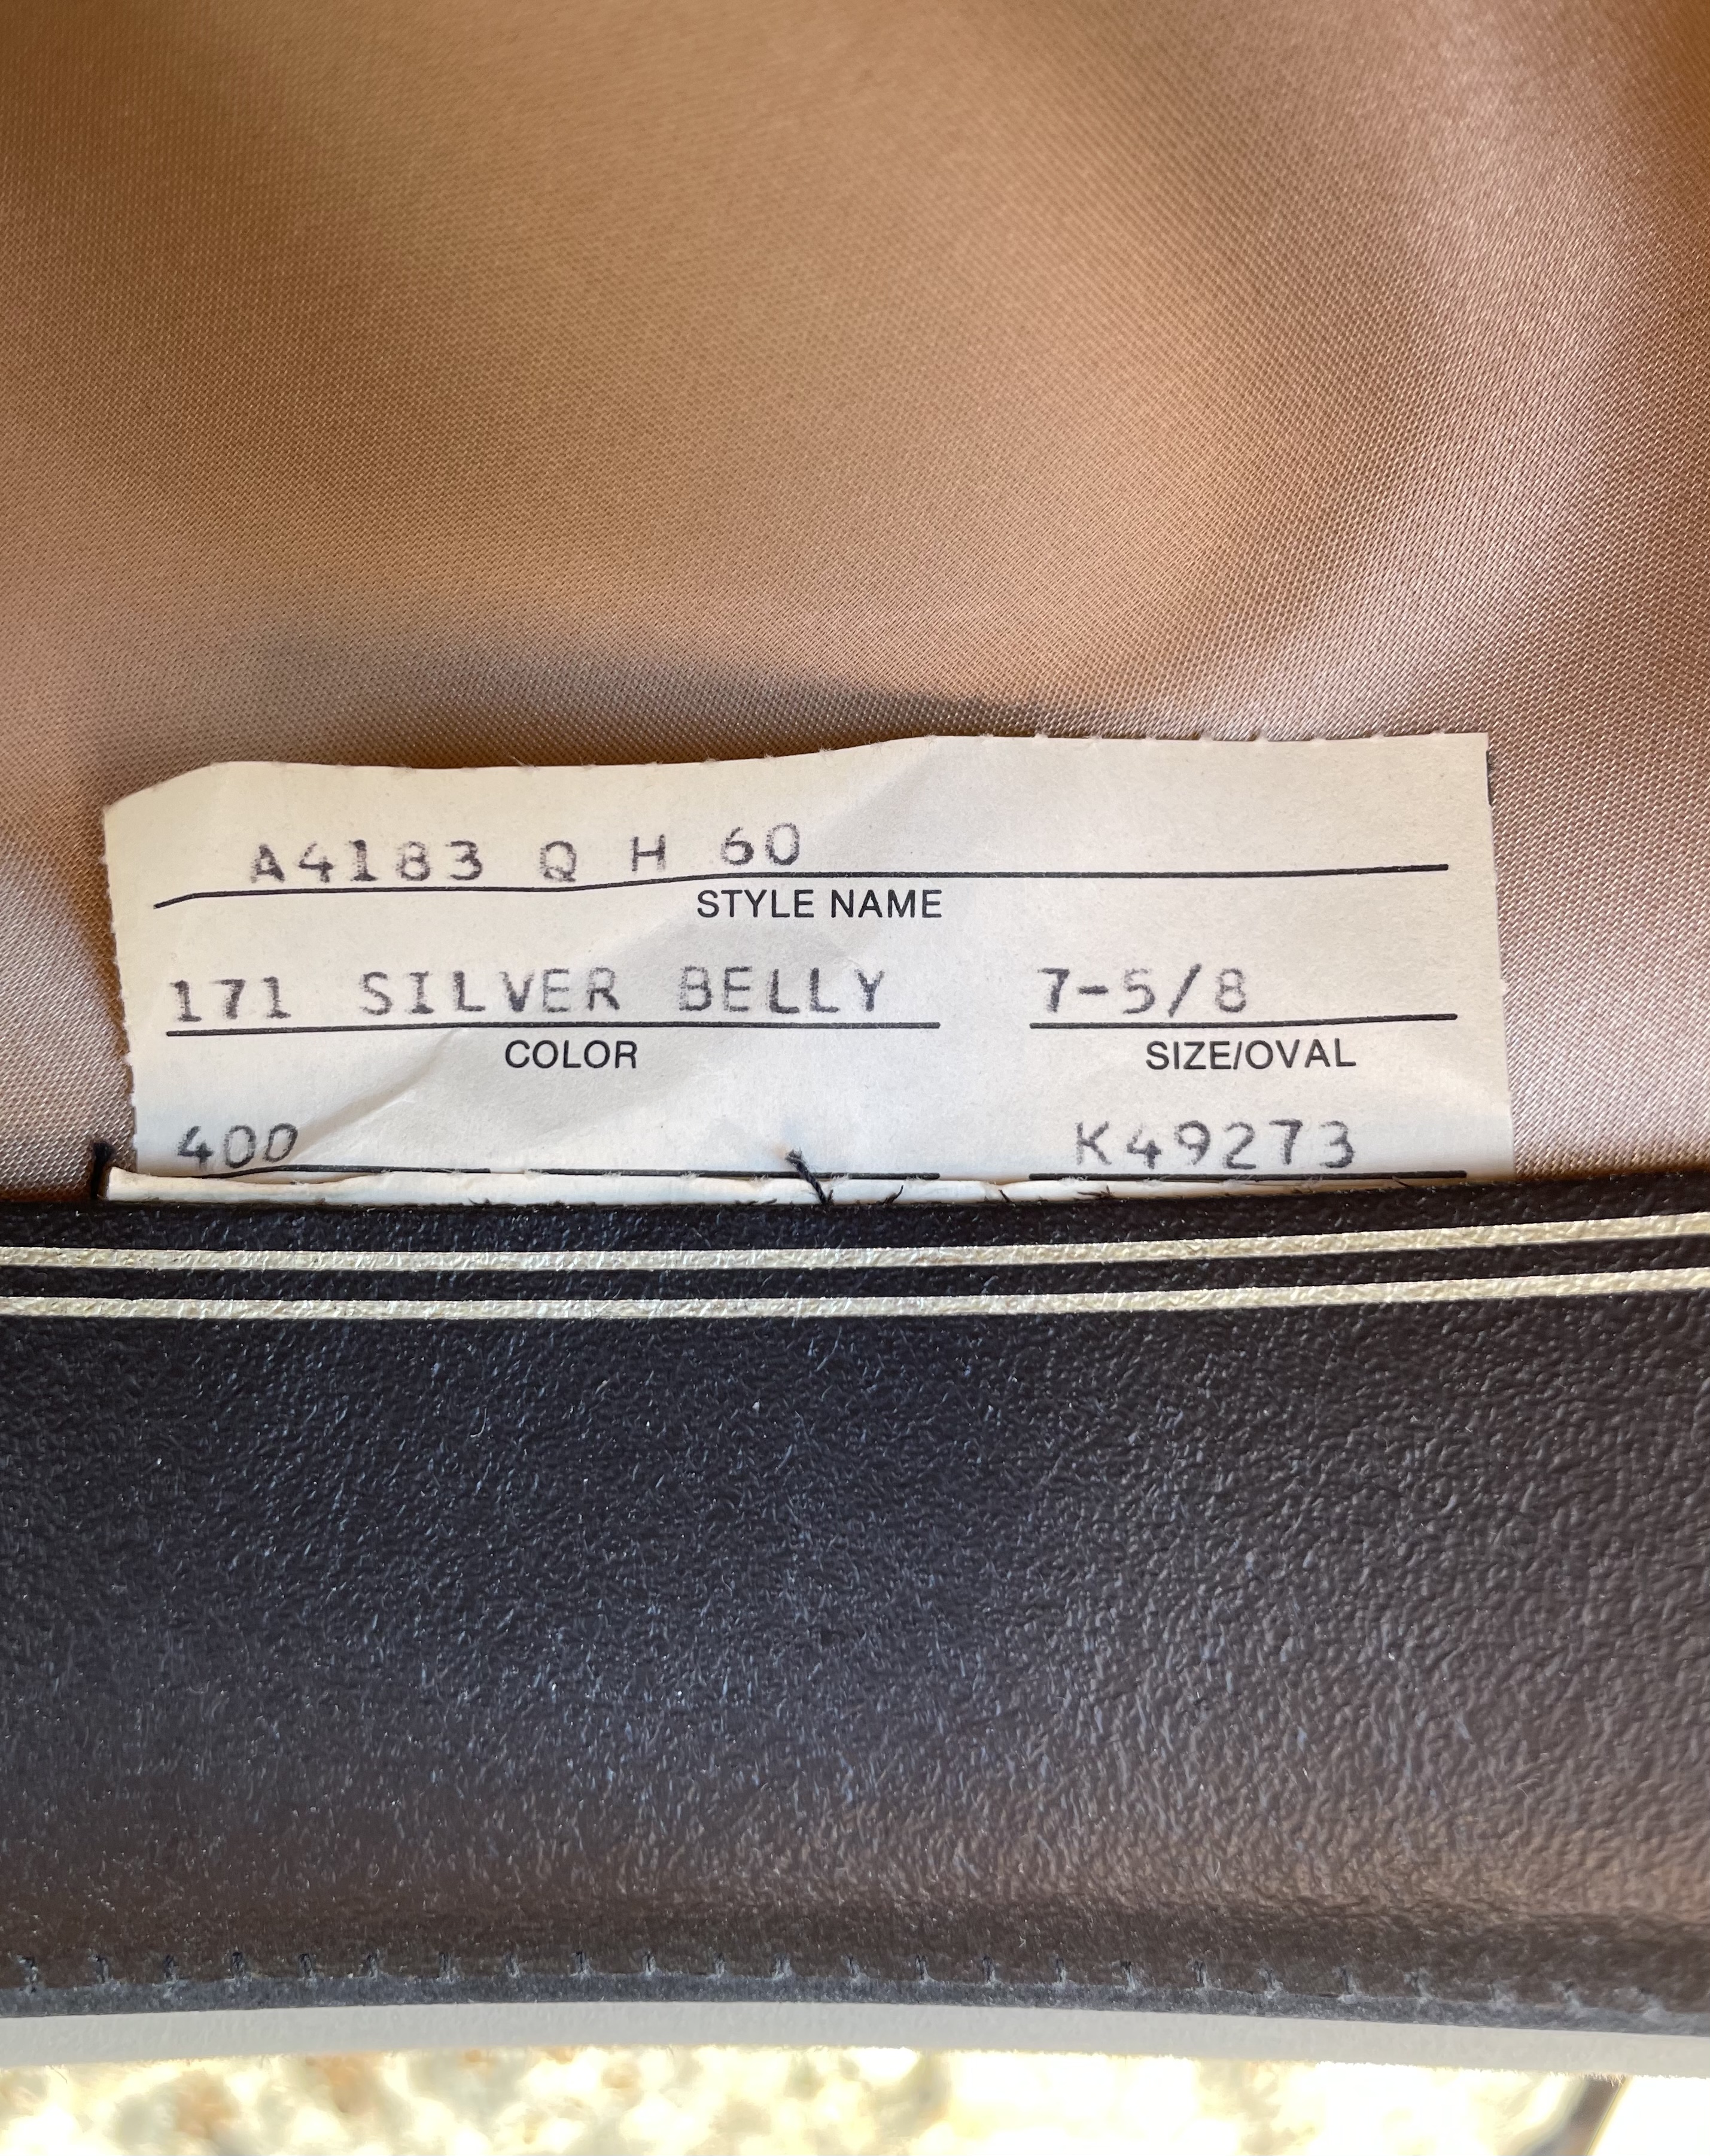 A4183 Q H 60
STYLE NAME
171 SILVER BELLY 7-5/8
COLOR SIZE/OVAL
400 K49273